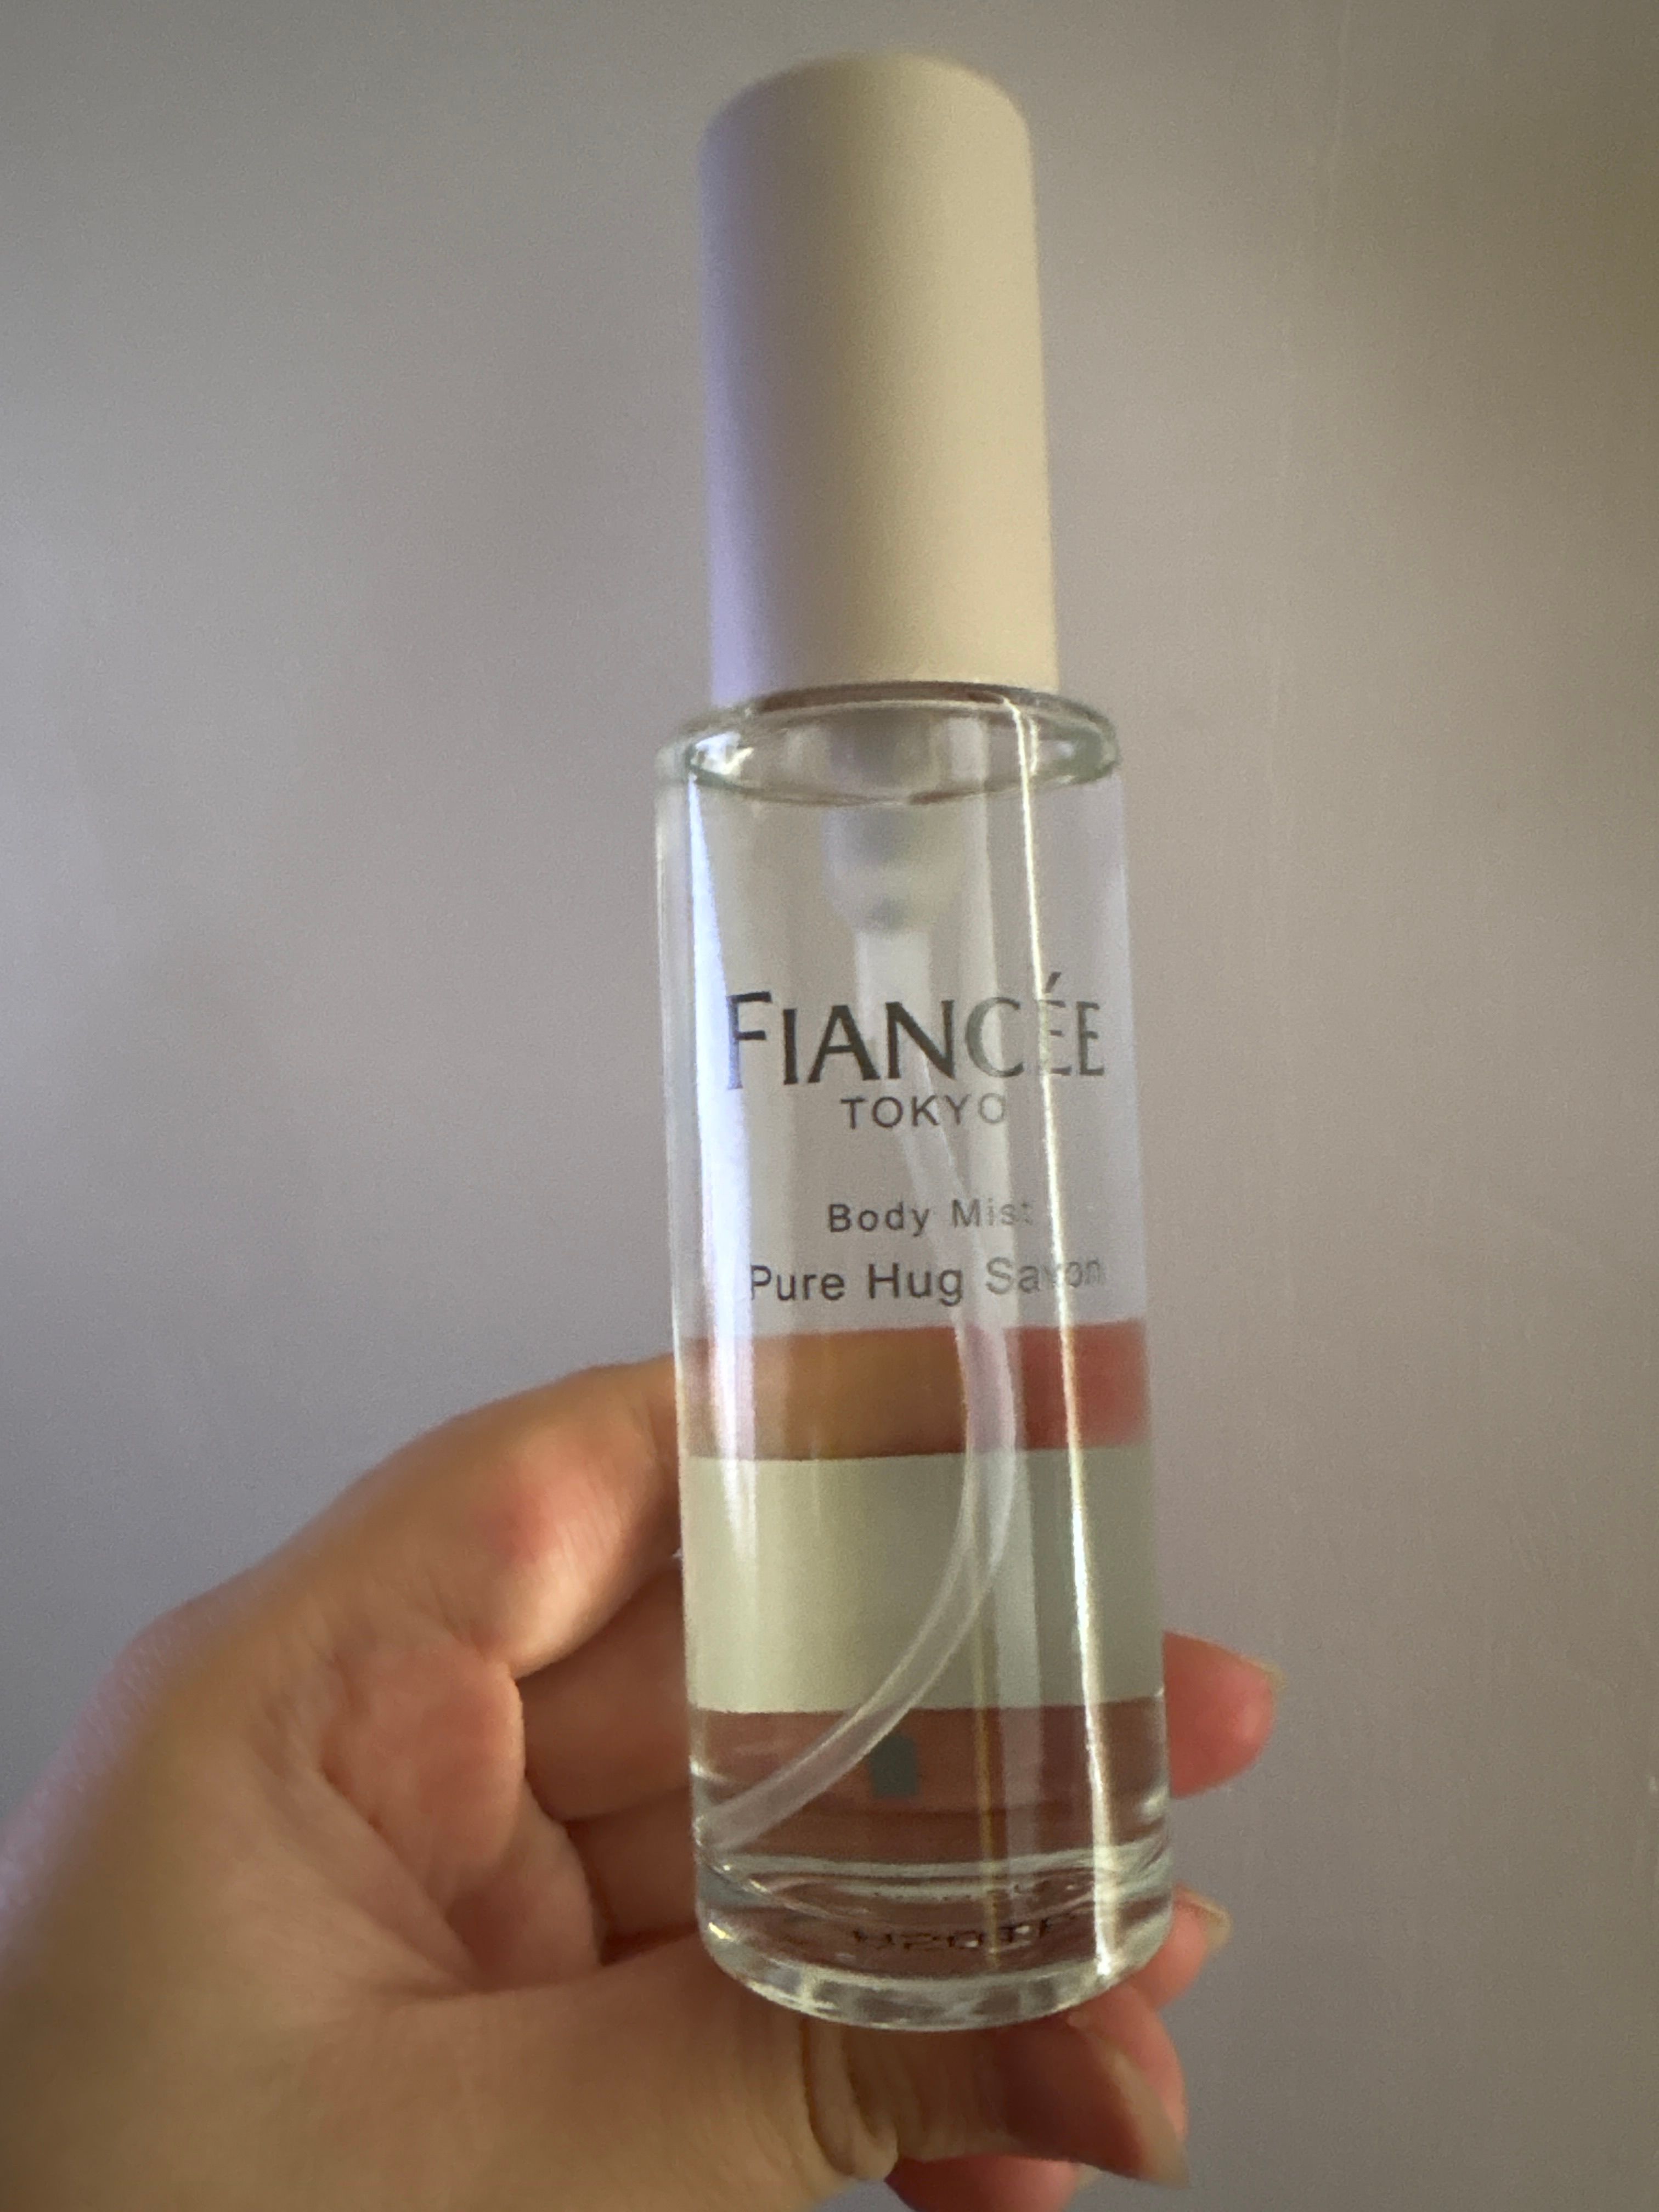 FIANCÉE
TOKYO
Body Mist
Pure Hug Savon